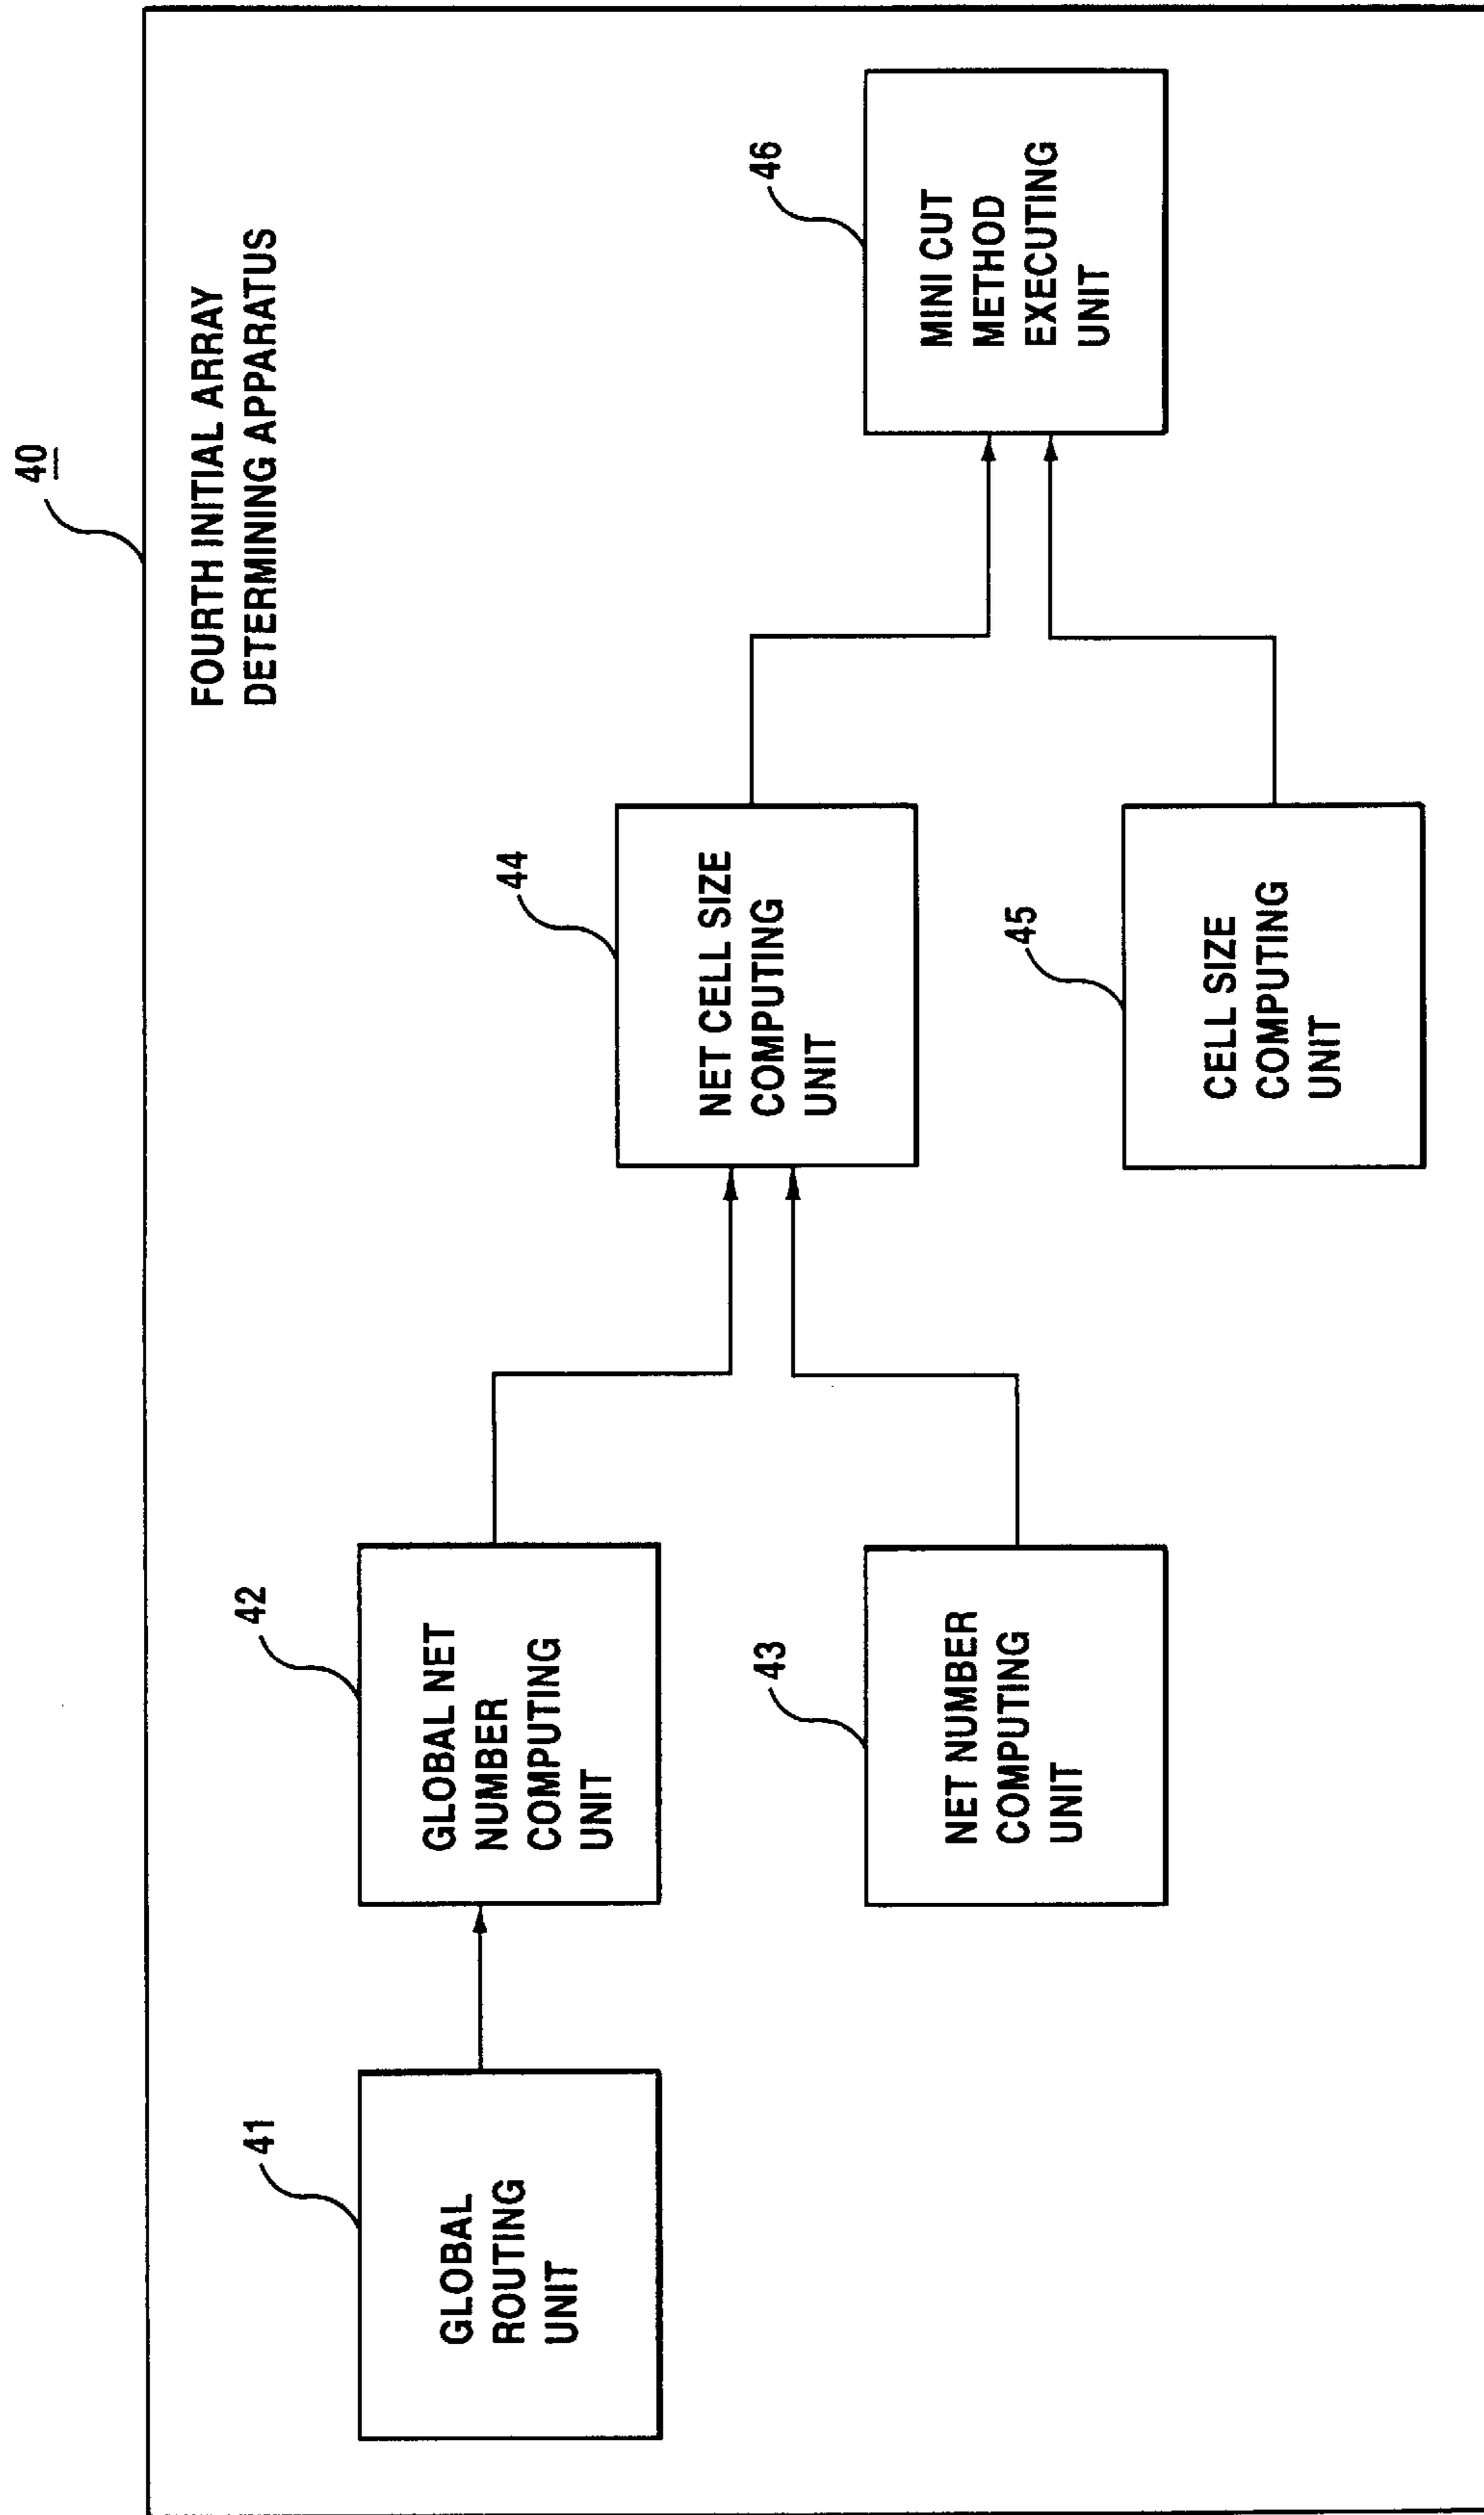 40
FOURTH INITIAL ARRAY
DETERMINING APPARATUS
41
GLOBAL
ROUTING
UNIT
42
GLOBAL NET
NUMBER
COMPUTING
UNIT
43
NET NUMBER
COMPUTING
UNIT
44
NET CELL SIZE
COMPUTING
UNIT
45
CELL SIZE
COMPUTING
UNIT
46
MINI CUT
METHOD
EXECUTING
UNIT